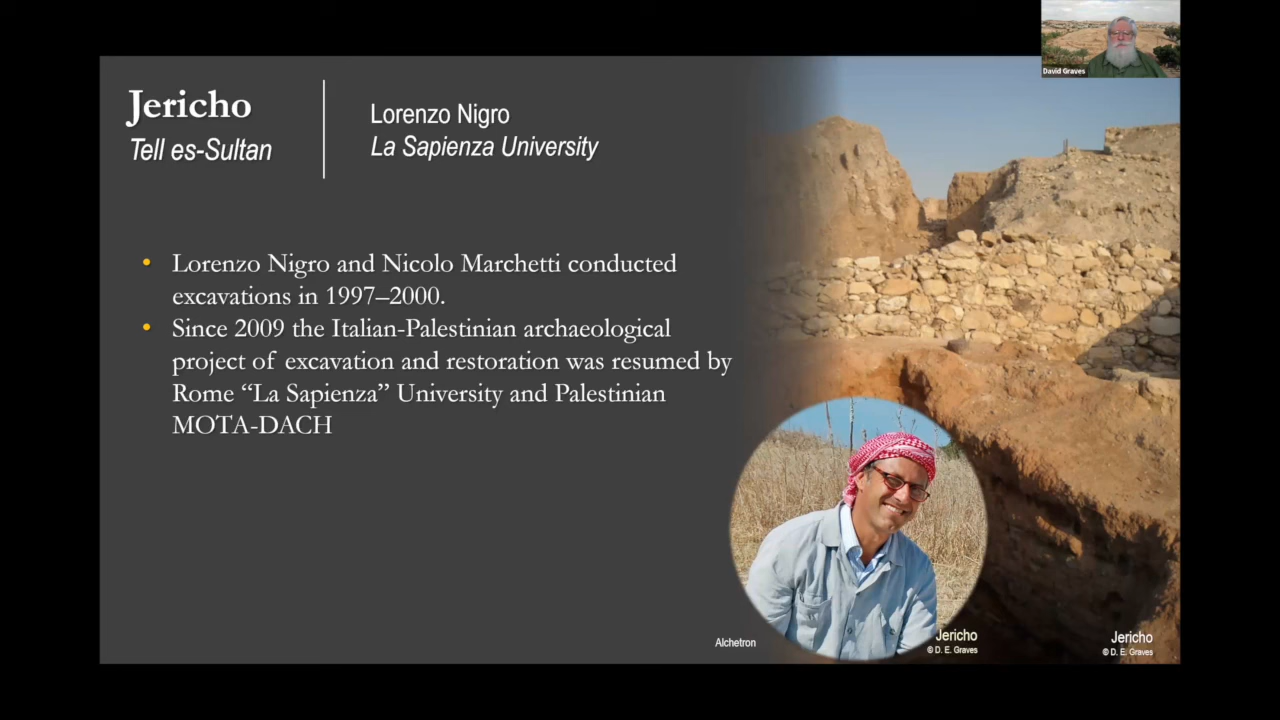 David Graves
Jericho
Tell es-Sultan
Lorenzo Nigro
La Sapienza University
• Lorenzo Nigro and Nicolo Marchetti conducted
excavations in 1997–2000.
• Since 2009 the Italian-Palestinian archaeological
project of excavation and restoration was resumed by
Rome “La Sapienza” University and Palestinian
MOTA-DACH
Alchetron
Jericho
© D. E. Graves
Jericho
© D. E. Graves